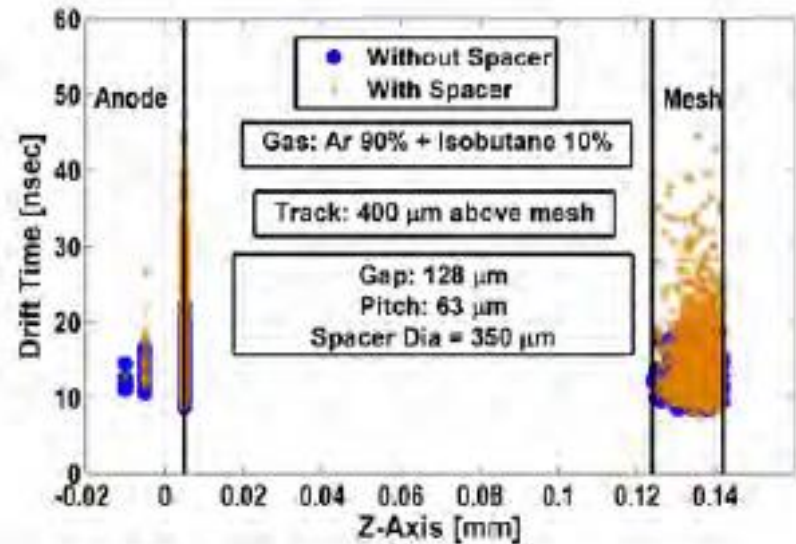 60
50
40
30
20
10
0
Drift Time [nsec]
Anode
Without Spacer
With Spacer
Mesh
Gas: Ar 90% + Isobutane 10%
Track: 400 μm above mesh
Gap: 128 μm
Pitch: 63 μm
Spacer Dia = 350 μm
-0.02 0 0.02 0.04 0.06 0.08 0.1 0.12 0.14
Z-Axis [mm]